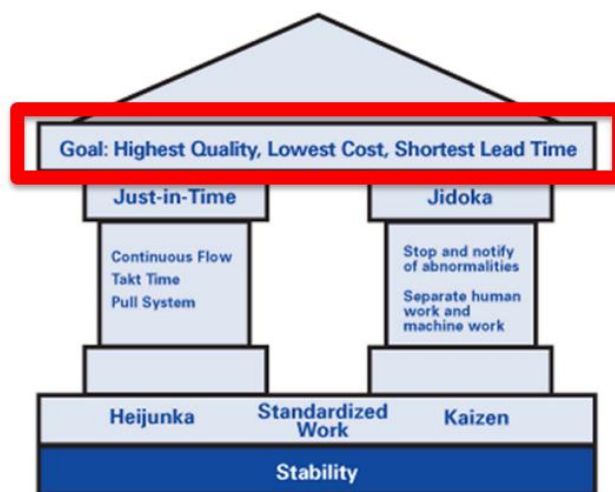 Goal: Highest Quality, Lowest Cost, Shortest Lead Time
Just-in-Time
Continuous Flow
Takt Time
Pull System
Jidoka
Stop and notify
of abnormalities
Separate human
work and
machine work
Heijunka
Standardized
Work
Kaizen
Stability